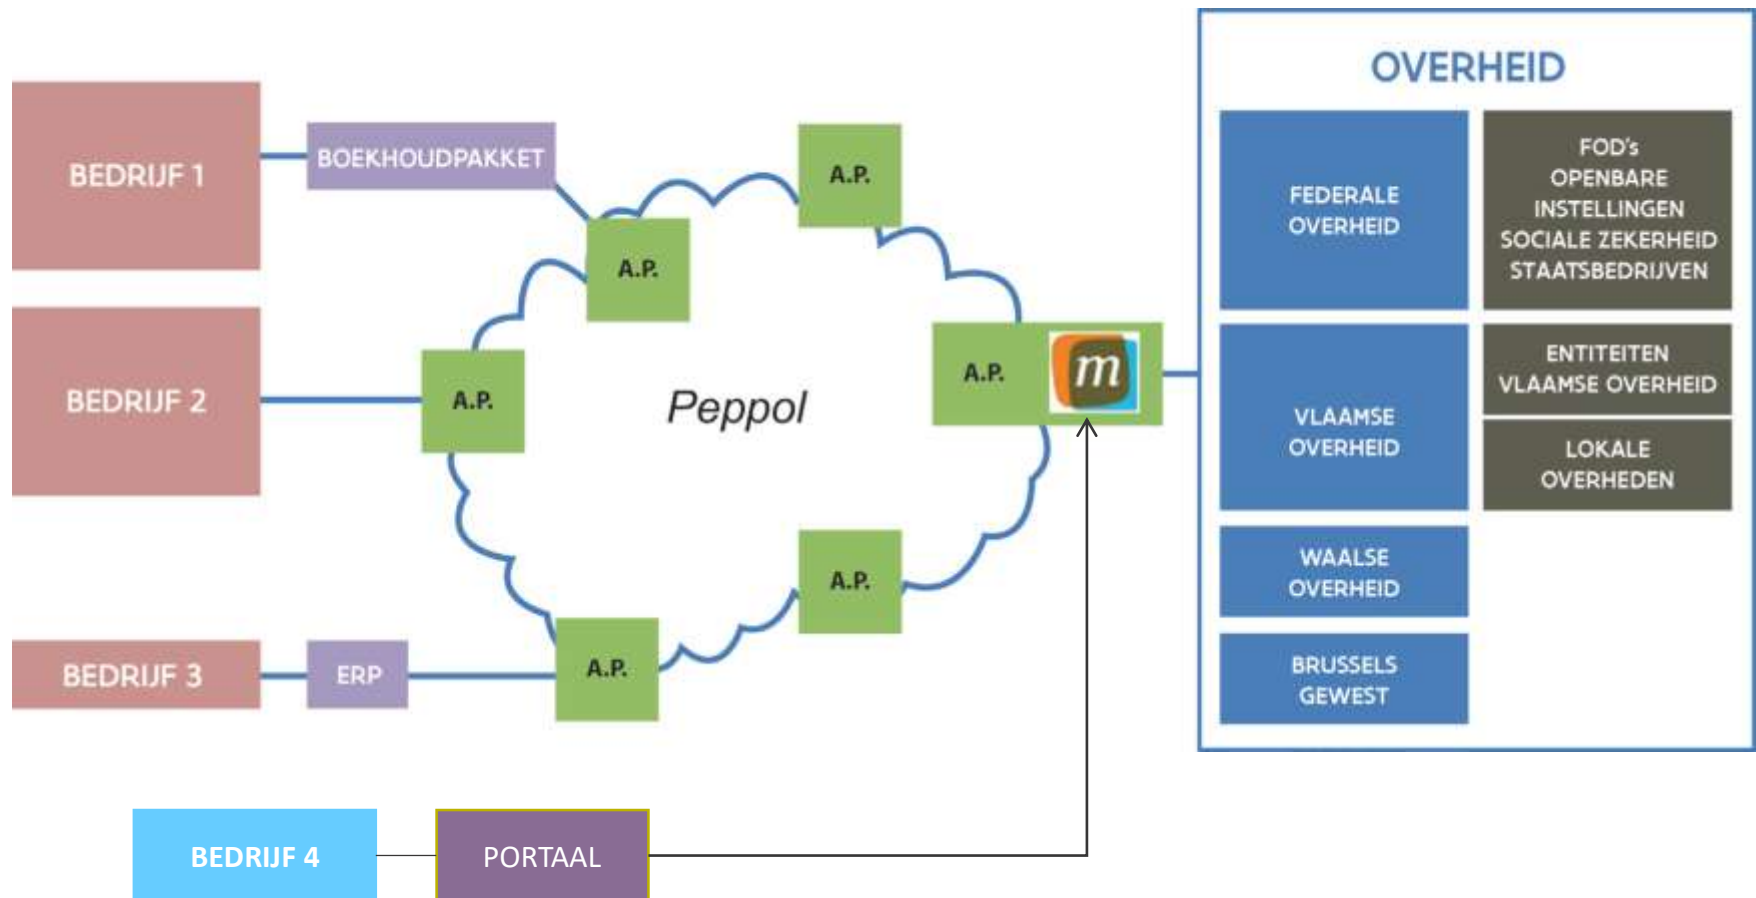 OVERHEID
BEDRIJF 1
BOEKHOUDPAKKET
A.P.
A.P.
FEDERALE
OVERHEID
FOD's
OPENBARE
INSTELLINGEN
SOCIALE ZEKERHEID
STAATSBEDRIJVEN
BEDRIJF 2
A.P.
Peppol
A.P.
m
VLAAMSE
OVERHEID
ENTITEITEN
VLAAMSE OVERHEID
LOKALE
OVERHEDEN
A.P.
WAALSE
OVERHEID
BEDRIJF 3
ERP
A.P.
BRUSSELS
GEWEST
BEDRIJF 4
PORTAAL